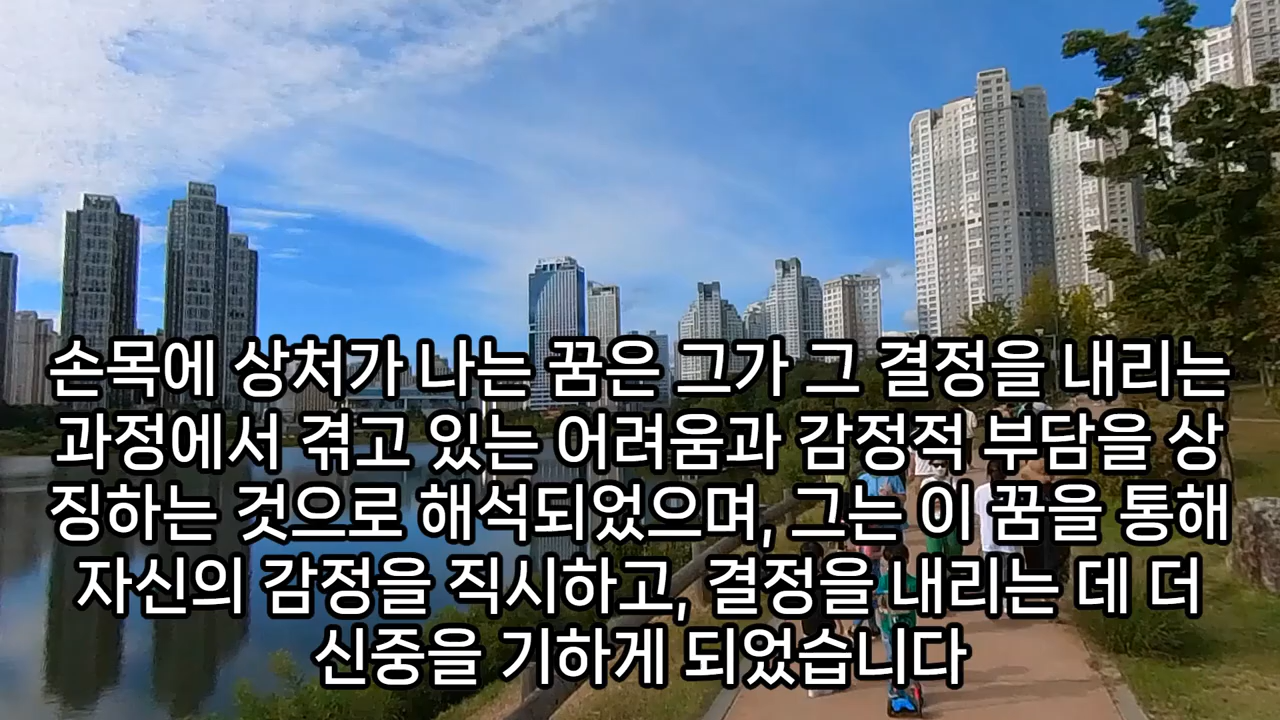 손목에 상처가 나는 꿈은 그가 그 결정을 내리는
과정에서 겪고 있는 어려움과 감정적 부담을 상
징하는 것으로 해석되었으며, 그는 이 꿈을 통해
자신의 감정을 직시하고, 결정을 내리는 데 더
신중을 기하게 되었습니다